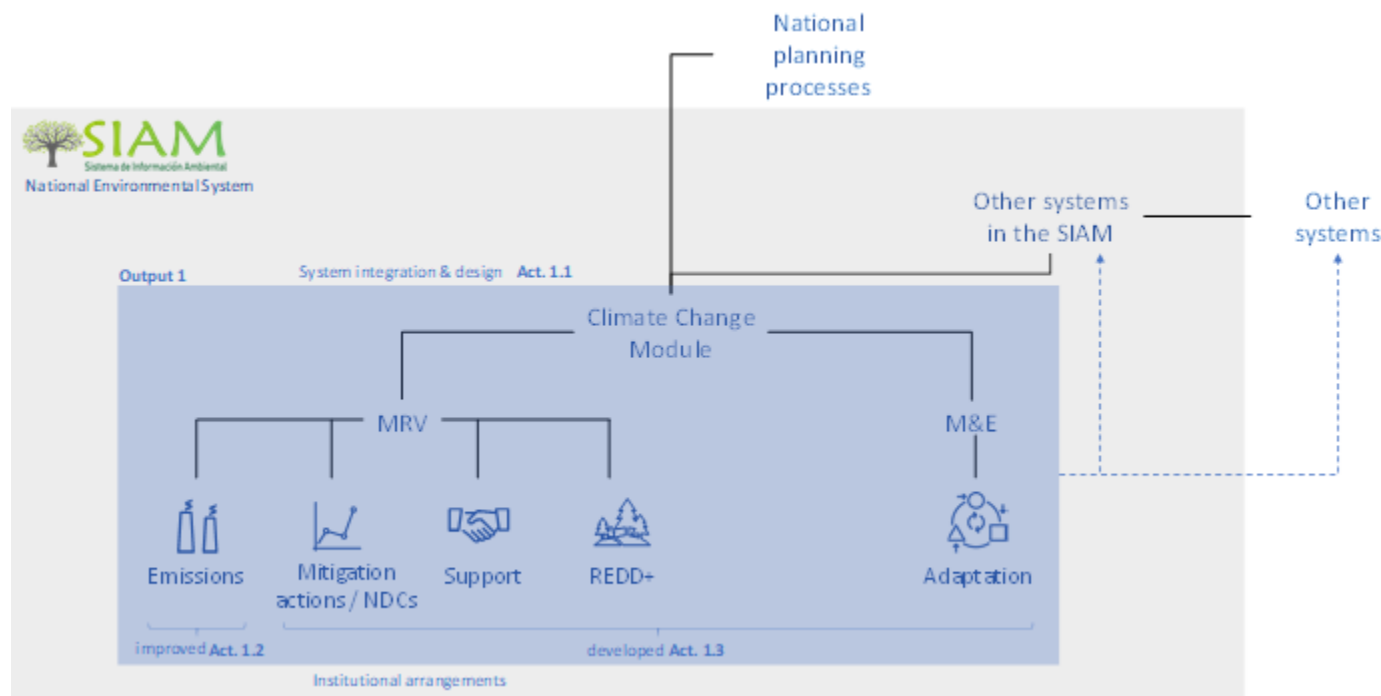 National
planning
processes
SIAM
Sistema de Información Ambiental
National Environmental System
Other systems
in the SIAM
Other
systems
Output 1
System integration & design Act. 1.1
Climate Change
Module
MRV
M&E
Emissions
Mitigation
actions / NDCs
Support
REDD+
Adaptation
improved Act. 1.2
developed Act. 1.3
Institutional arrangements